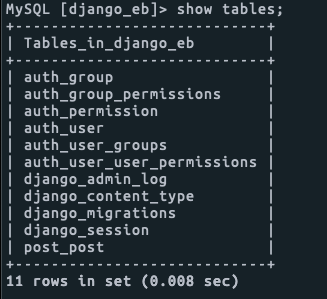 MySQL [django_eb]> show tables;
+----------------------------+
| Tables_in_django_eb        |
+----------------------------+
| auth_group                 |
| auth_group_permissions     |
| auth_permission            |
| auth_user                  |
| auth_user_groups           |
| auth_user_user_permissions |
| django_admin_log           |
| django_content_type        |
| django_migrations          |
| django_session             |
| post_post                  |
+----------------------------+
11 rows in set (0.008 sec)